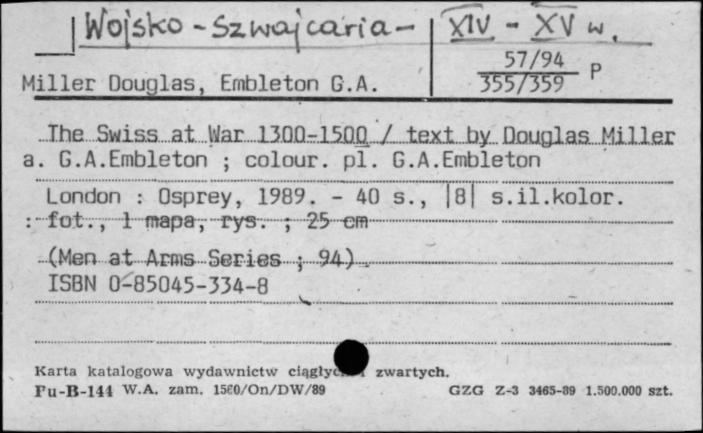 Wojsko - Szwajcaria - XIV - XV w.
57/94
Miller Douglas, Embleton G.A. 355/359 P
The Swiss at War 1300-1500 / text by Douglas Miller
a. G.A.Embleton ; colour. pl. G.A.Embleton
London : Osprey, 1989. - 40 s., |8| s.il.kolor.
: fot., 1 mapa, rys. ; 25 cm
(Men at Arms Series ; 94)
ISBN 0-85045-334-8
Karta katalogowa wydawnictw zwartych.
Pu-B-144 W.A. zam. 1560/On/DW/89 GZG Z-3 3465-89 1.500.000 szt.